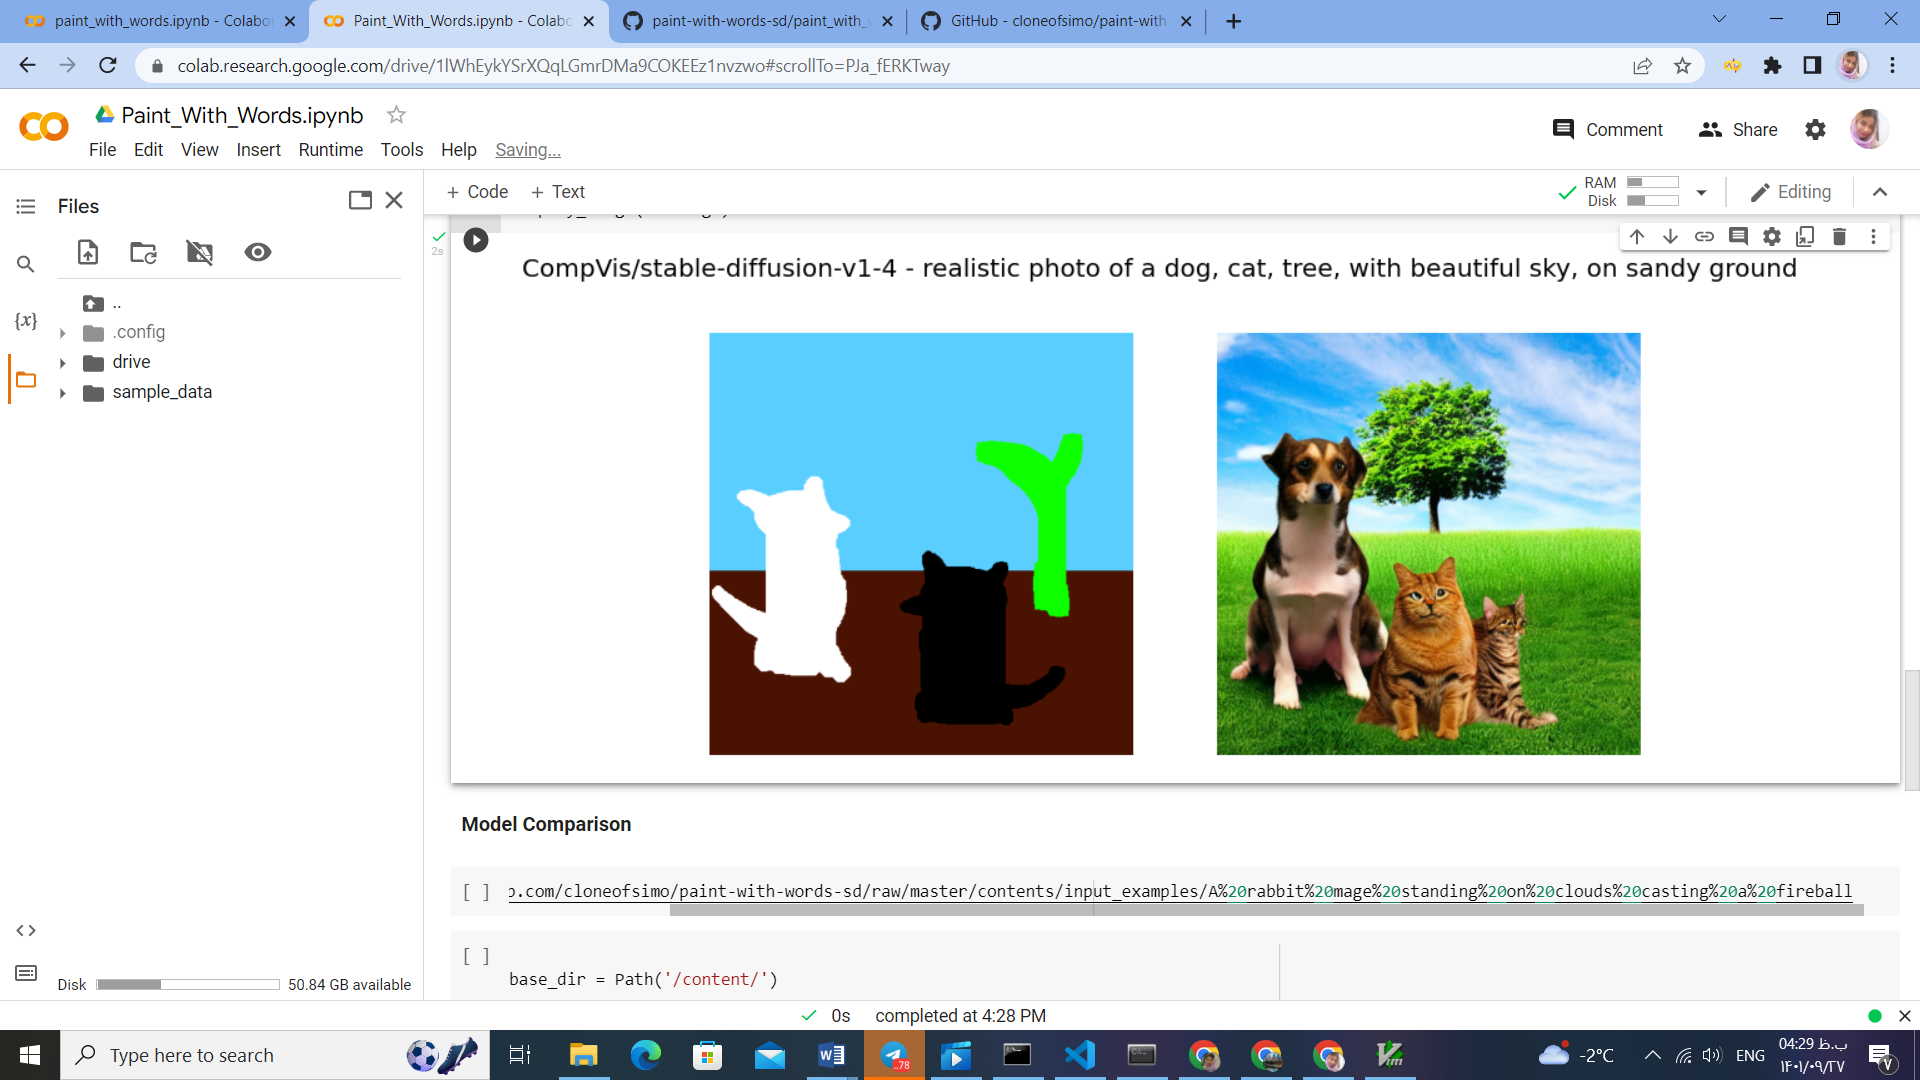 paint_with_words.ipynb - Colabo
Paint_With_Words.ipynb - Colabo
paint-with-words-sd/paint_with_
GitHub - cloneofsimo/paint-with-
colab.research.google.com/drive/1lWhEykYSrXQqLGmrDMa9COKEEz1nvzwo#scrollTo=PJa_fERKTway
Paint_With_Words.ipynb
Comment
Share
File Edit View Insert Runtime Tools Help Saving...
Files
+ Code + Text
RAM
Disk
Editing
2s
..
.config
drive
sample_data
{x}
CompVis/stable-diffusion-v1-4 - realistic photo of a dog, cat, tree, with beautiful sky, on sandy ground
Model Comparison
[ ] b.com/cloneofsimo/paint-with-words-sd/raw/master/contents/input_examples/A%20rabbit%20mage%20standing%20on%20clouds%20casting%20a%20fireball
[ ]
base_dir = Path('/content/')
Disk 50.84 GB available
0s completed at 4:28 PM
Type here to search
..78
-2°C
ENG
04:29 ب.ظ
۱۴۰۱/۰۹/۲۷
V